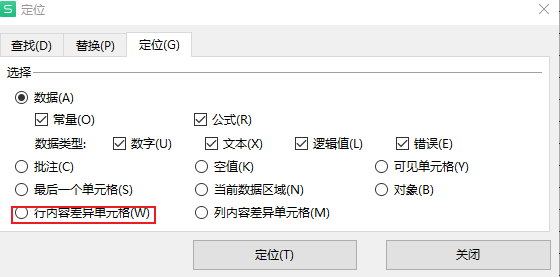 S 定位
查找(D) 替换(P) 定位(G)
选择
数据(A)
常量(O) 公式(R)
数据类型: 数字(U) 文本(X) 逻辑值(L) 错误(E)
批注(C) 空值(K) 可见单元格(Y)
最后一个单元格(S) 当前数据区域(N) 对象(B)
行内容差异单元格(W) 列内容差异单元格(M)
定位(T) 关闭